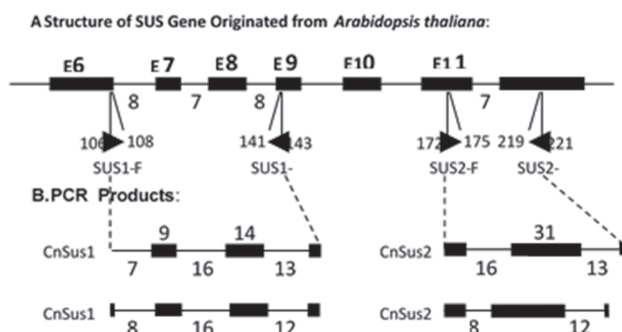 A Structure of SUS Gene Originated from Arabidopsis thaliana:
E6 E7 E8 E9 E10 E11
8 7 8 7
106 108 141 143 172 175 219 221
SUS1-F SUS1- SUS2-F SUS2-
B.PCR Products:
9 14 31
CnSus1 CnSus2
7 16 13 16 13
CnSus1 CnSus2
8 16 12 8 12